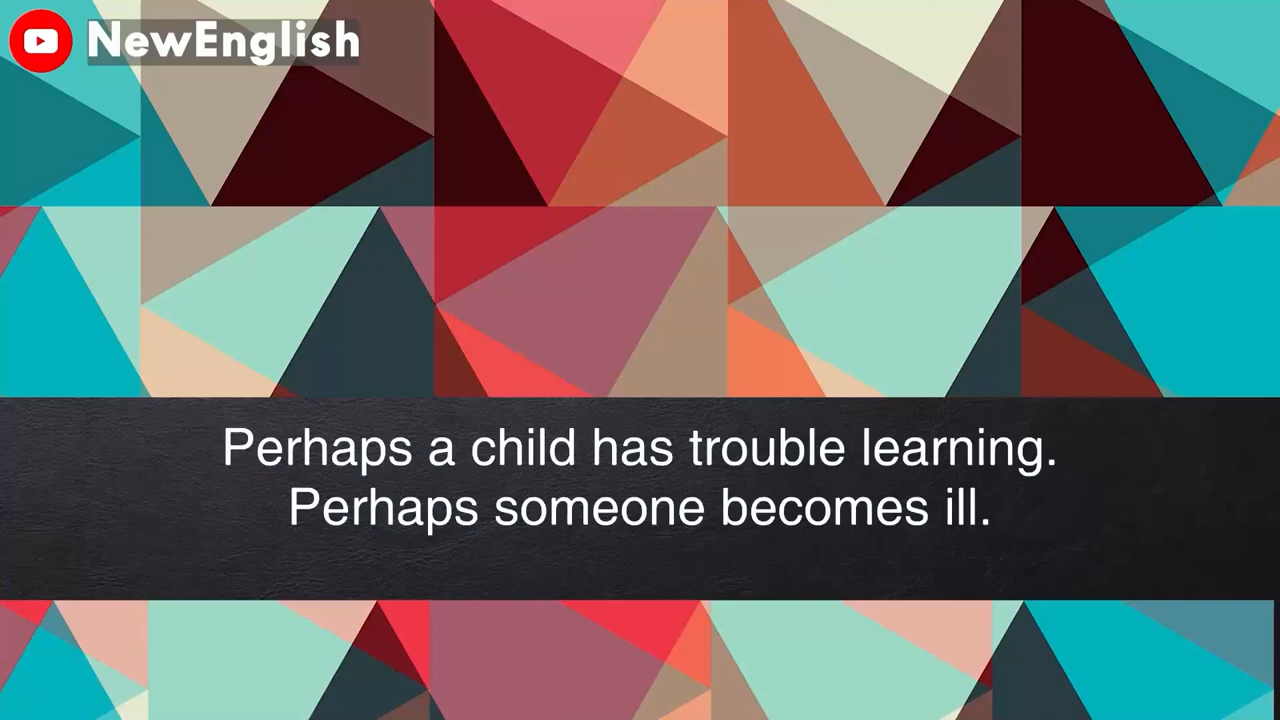 NewEnglish
Perhaps a child has trouble learning.
Perhaps someone becomes ill.